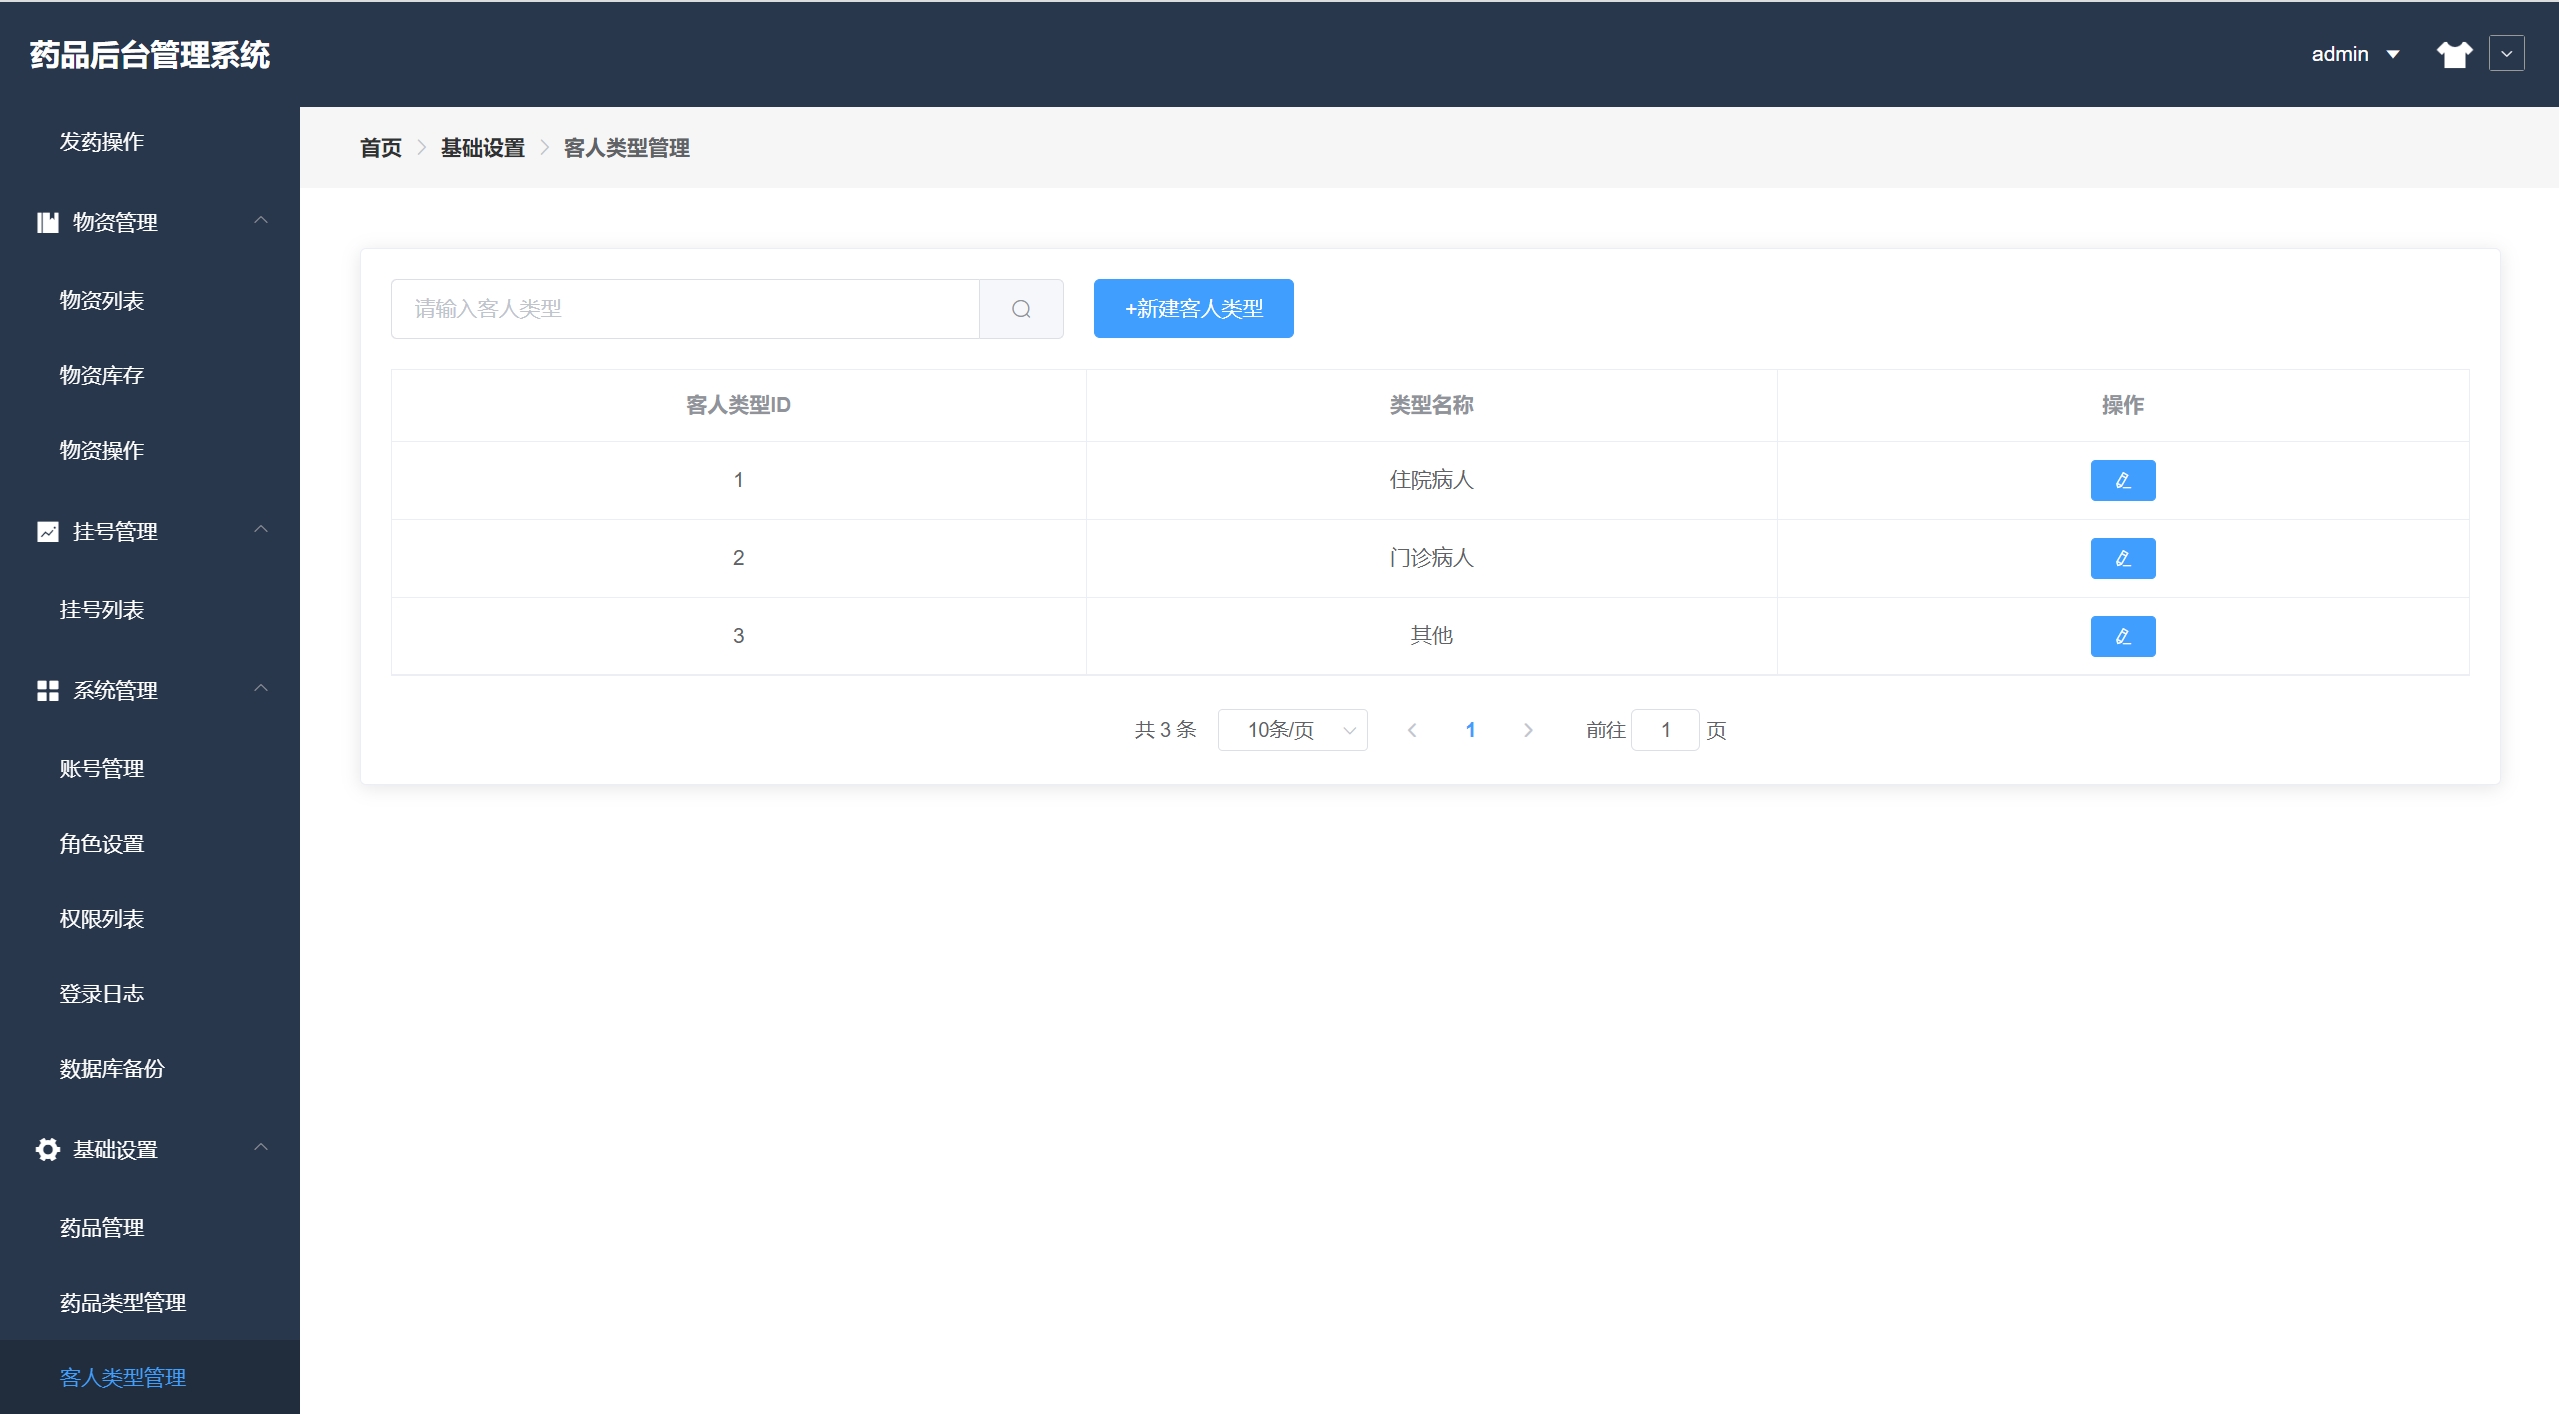 药品后台管理系统
admin
发药操作
物资管理
物资列表
物资库存
物资操作
挂号管理
挂号列表
系统管理
账号管理
角色设置
权限列表
登录日志
数据库备份
基础设置
药品管理
药品类型管理
客人类型管理
首页 基础设置 客人类型管理
请输入客人类型 +新建客人类型
客人类型ID 类型名称 操作
1 住院病人
2 门诊病人
3 其他
共 3 条 10条/页 1 前往 1 页